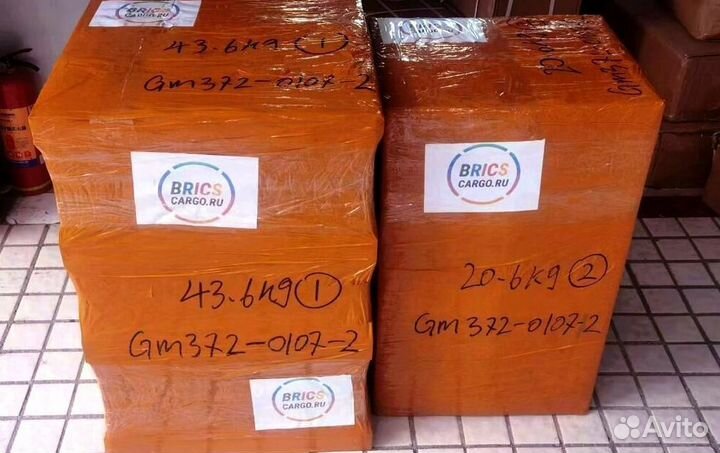 BRICS
CARGO.RU
43.6kg ①
Gm372-0107-2
BRICS
CARGO.RU
43.6kg ①
Gm372-0107-2
BRICS
CARGO.RU
BRICS
CARGO.RU
20.6kg ②
Gm372-0107-2
Avito